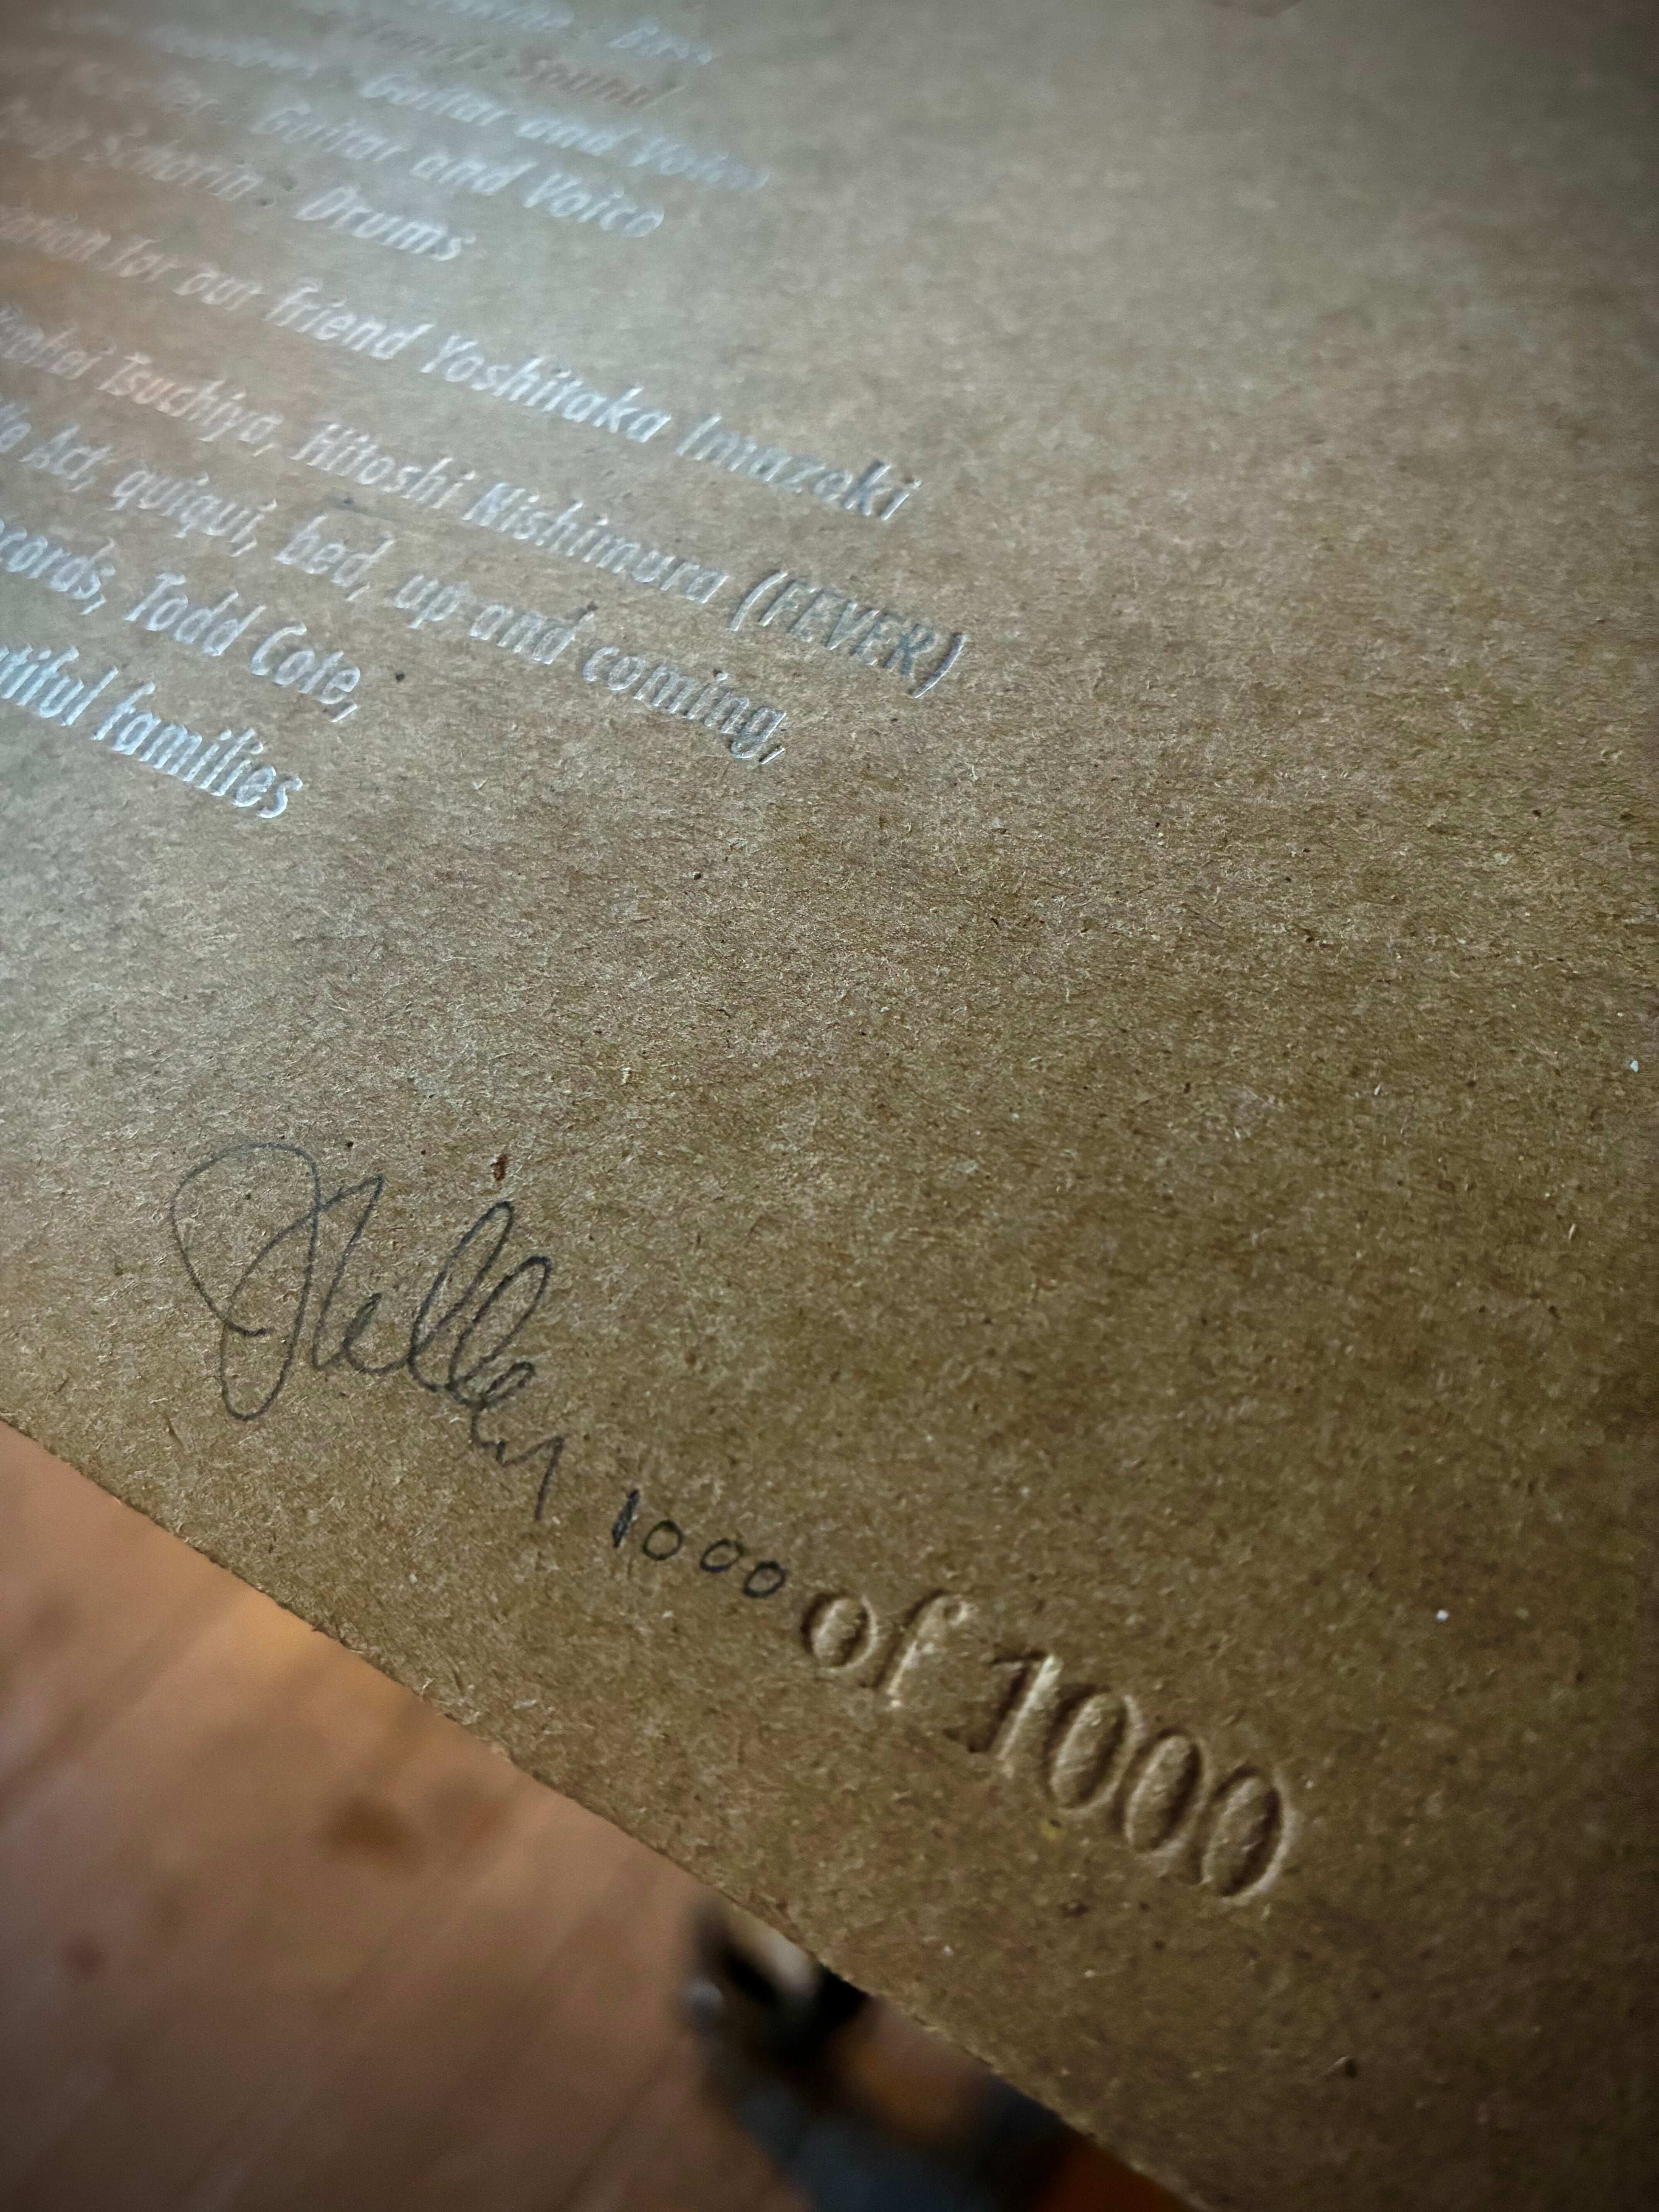 Guitar and Voice
Guitar and Voice
Schorin - Drums
for our friend Yoshitaka Imazeki
Tsuchiya, Hitoshi Nishimura (FEVER)
Act, quiqui, bed, up and coming,
Todd Cote,
families
1000 of 1000